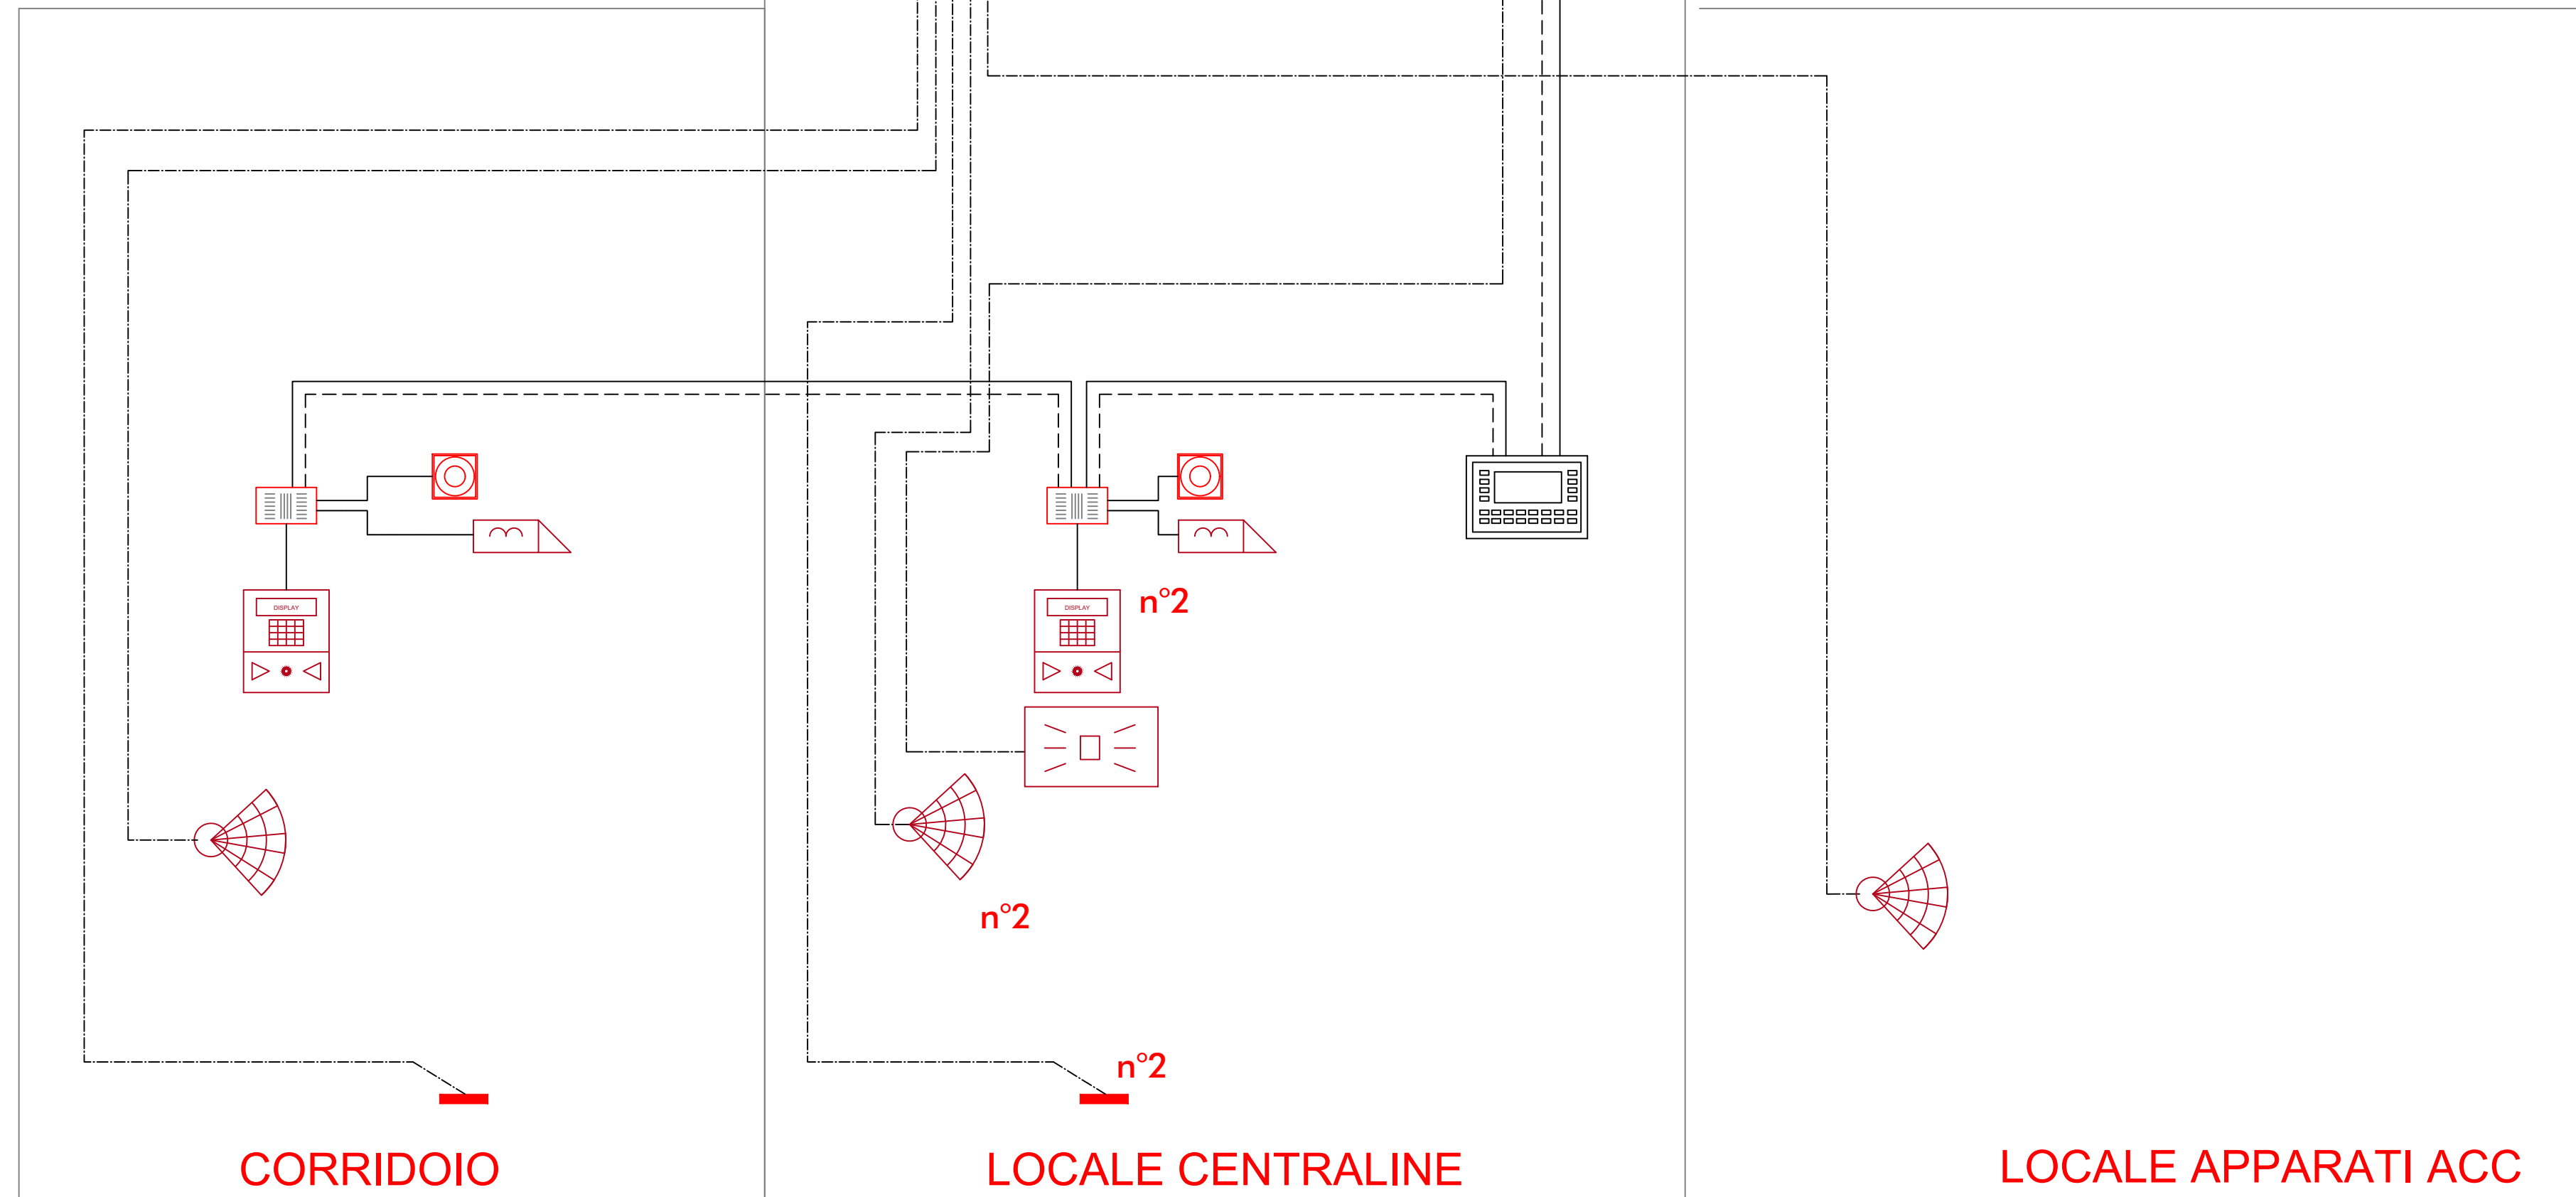 DISPLAY
DISPLAY
n°2
n°2
n°2
CORRIDOIO
LOCALE CENTRALINE
LOCALE APPARATI ACC